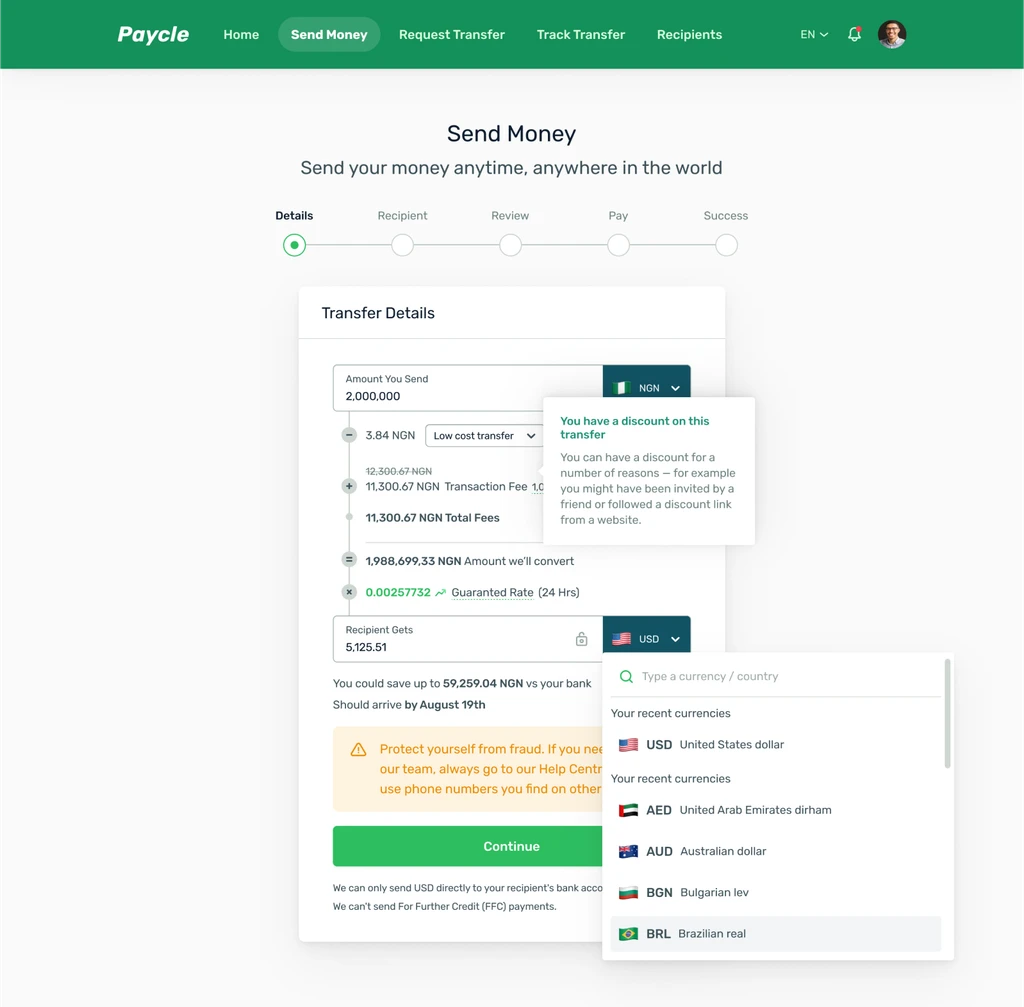 Paycle
Home
Send Money
Request Transfer
Track Transfer
Recipients
EN
Send Money
Send your money anytime, anywhere in the world
Details
Recipient
Review
Pay
Success
Transfer Details
Amount You Send
2,000,000
NGN
3.84 NGN
Low cost transfer
12,300.67 NGN
11,300.67 NGN Transaction Fee 1,0
11,300.67 NGN Total Fees
You have a discount on this
transfer
You can have a discount for a
number of reasons — for example
you might have been invited by a
friend or followed a discount link
from a website.
1,988,699,33 NGN Amount we'll convert
0.00257732 Guaranted Rate (24 Hrs)
Recipient Gets
5,125.51
USD
You could save up to 59,259.04 NGN vs your bank
Should arrive by August 19th
Protect yourself from fraud. If you nee
our team, always go to our Help Centr
use phone numbers you find on other
Continue
We can only send USD directly to your recipient's bank acco
We can't send For Further Credit (FFC) payments.
Type a currency / country
Your recent currencies
USD United States dollar
Your recent currencies
AED United Arab Emirates dirham
AUD Australian dollar
BGN Bulgarian lev
BRL Brazilian real